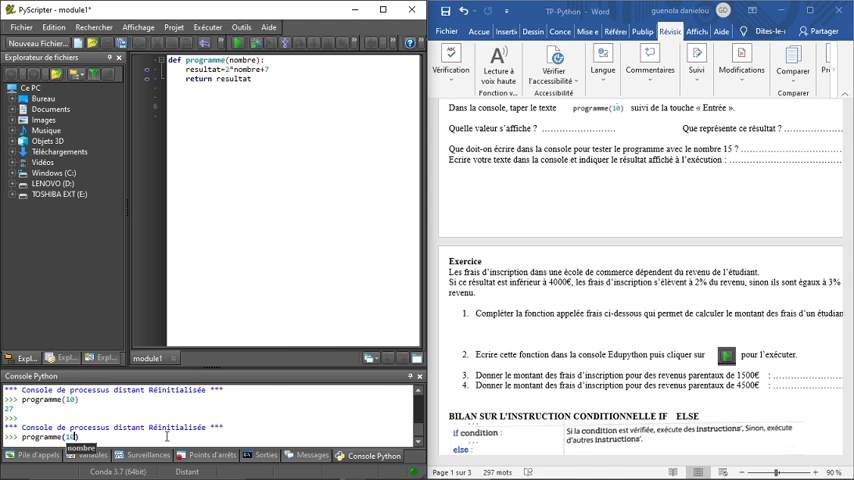 PyScripter - module1*
Fichier Edition Rechercher Affichage Projet Exécuter Outils Aide
Nouveau Fichier...
Explorateur de fichiers
Ce PC
Bureau
Documents
Images
Musique
Objets 3D
Téléchargements
Vidéos
Windows (C:)
LENOVO (D:)
TOSHIBA EXT (E:)
def programme(nombre):
resultat=2*nombre+7
return resultat
6
Expl... Expl... Expl...
module1
Console Python
*** Console de processus distant Réinitialisée ***
>>> programme(10)
27
>>>
*** Console de processus distant Réinitialisée ***
>>> programme(10)
nombre
Pile d'appels Variables Surveillances Points d'arrêts Sorties Messages Console Python
Conda 3.7 (64bit) Distant
TP-Python - Word guenola danielou GD
Fichier Accue Insertio Dessin Conce Mise e Référe Publip Révisio Afficha Aide Dites-le Partager
Vérification
Lecture à voix haute
Vérifier l'accessibilité
Langue
Commentaires
Suivi
Modifications
Comparer
Vérification Fonction v... Accessibilité Comparer
Dans la console, taper le texte programme(10) suivi de la touche « Entrée ».
Quelle valeur s'affiche ? ........................ Que représente ce résultat ? ................
Que doit-on écrire dans la console pour tester le programme avec le nombre 15 ? ................
Ecrire votre texte dans la console et indiquer le résultat affiché à l'exécution : ................
Exercice
Les frais d'inscription dans une école de commerce dépendent du revenu de l'étudiant.
Si ce résultat est inférieur à 4000€, les frais d'inscription s'élèvent à 2% du revenu, sinon ils sont égaux à 3%
revenu.
1. Compléter la fonction appelée frais ci-dessous qui permet de calculer le montant des frais d'un étudian
2. Ecrire cette fonction dans la console Edupython puis cliquer sur pour l'exécuter.
3. Donner le montant des frais d'inscription pour des revenus parentaux de 1500€
4. Donner le montant des frais d'inscription pour des revenus parentaux de 4500€
BILAN SUR L'INSTRUCTION CONDITIONNELLE IF ELSE
if condition :
...
else :
Si la condition est vérifiée, exécute des instructions'. Sinon, exécute
d'autres instructions'.
Page 1 sur 3 297 mots 90 %